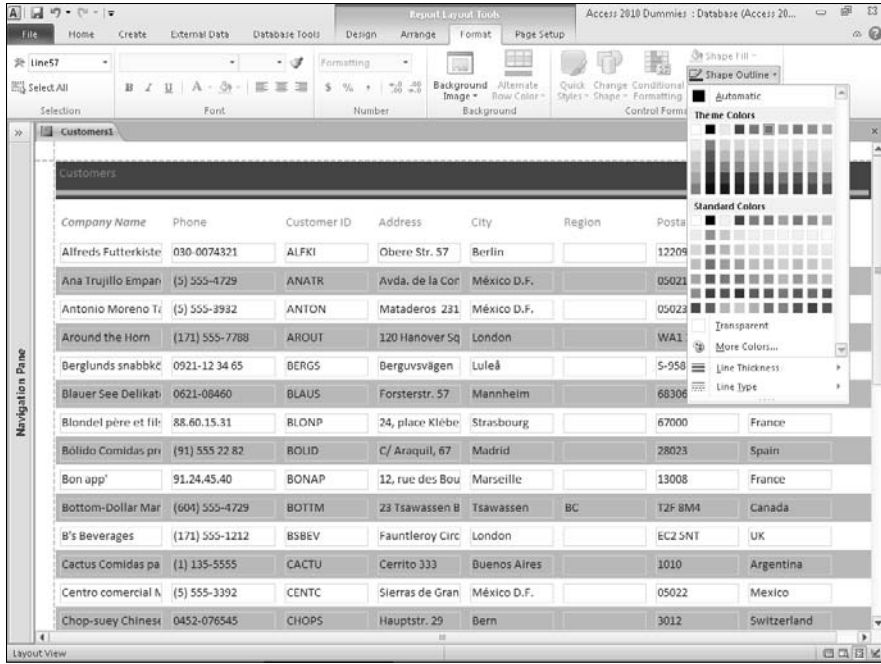 Report Layout Tools
Access 2010 Dummies : Database (Access 20...
File Home Create External Data Database Tools Design Arrange Format Page Setup
Line57
Select All
Selection
B I U A
Font
Formatting
$ % ,
Number
Background Image
Alternate Row Color
Background
Quick Styles
Change Shape
Conditional Formatting
Shape Fill
Shape Outline
Control Forma
Automatic
Theme Colors
Standard Colors
Transparent
More Colors...
Line Thickness
Line Type
Customers1
Navigation Pane
Customers
Company Name Phone Customer ID Address City Region Posta
Alfreds Futterkiste 030-0074321 ALFKI Obere Str. 57 Berlin 12209
Ana Trujillo Empar (5) 555-4729 ANATR Avda. de la Cor México D.F. 05021
Antonio Moreno Ta (5) 555-3932 ANTON Mataderos 231 México D.F. 05023
Around the Horn (171) 555-7788 AROUT 120 Hanover Sq London WA1
Berglunds snabbkö 0921-12 34 65 BERGS Berguvsvägen Luleå S-958
Blauer See Delikat 0621-08460 BLAUS Forsterstr. 57 Mannheim 68306
Blondel père et fils 88.60.15.31 BLONP 24, place Klébe Strasbourg 67000 France
Bólido Comidas pre (91) 555 22 82 BOLID C/ Araquil, 67 Madrid 28023 Spain
Bon app' 91.24.45.40 BONAP 12, rue des Bou Marseille 13008 France
Bottom-Dollar Mar (604) 555-4729 BOTTM 23 Tsawassen B Tsawassen BC T2F 8M4 Canada
B's Beverages (171) 555-1212 BSBEV Fauntleroy Circ London EC2 5NT UK
Cactus Comidas pa (1) 135-5555 CACTU Cerrito 333 Buenos Aires 1010 Argentina
Centro comercial M (5) 555-3392 CENTC Sierras de Gran México D.F. 05022 Mexico
Chop-suey Chinese 0452-076545 CHOPS Hauptstr. 29 Bern 3012 Switzerland
Layout View